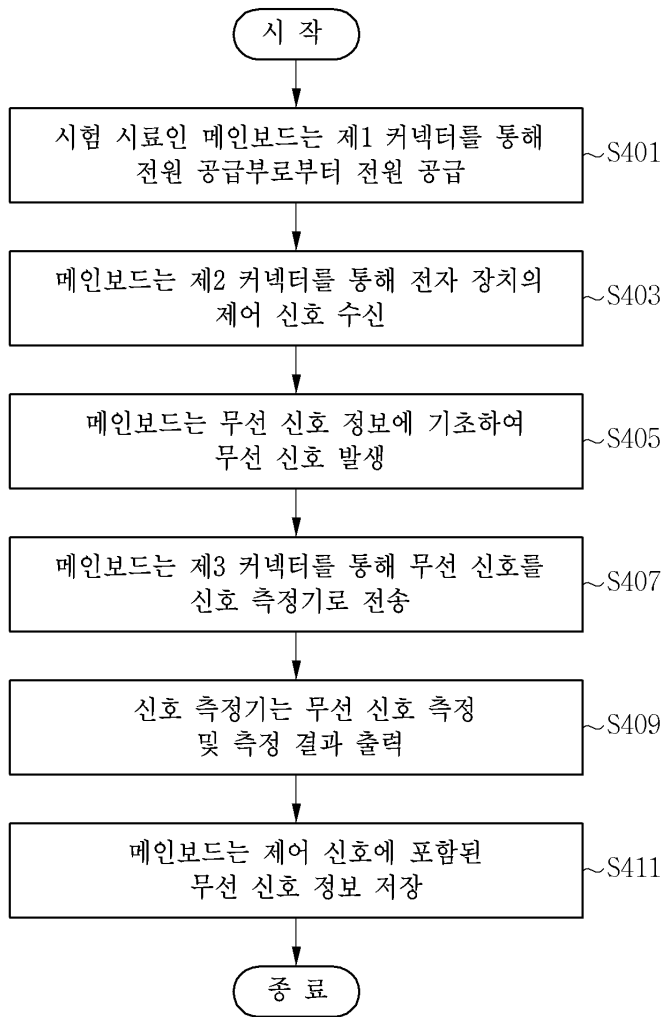 시 작
시험 시료인 메인보드는 제1 커넥터를 통해
전원 공급부로부터 전원 공급
S401
메인보드는 제2 커넥터를 통해 전자 장치의
제어 신호 수신
S403
메인보드는 무선 신호 정보에 기초하여
무선 신호 발생
S405
메인보드는 제3 커넥터를 통해 무선 신호를
신호 측정기로 전송
S407
신호 측정기는 무선 신호 측정
및 측정 결과 출력
S409
메인보드는 제어 신호에 포함된
무선 신호 정보 저장
S411
종 료